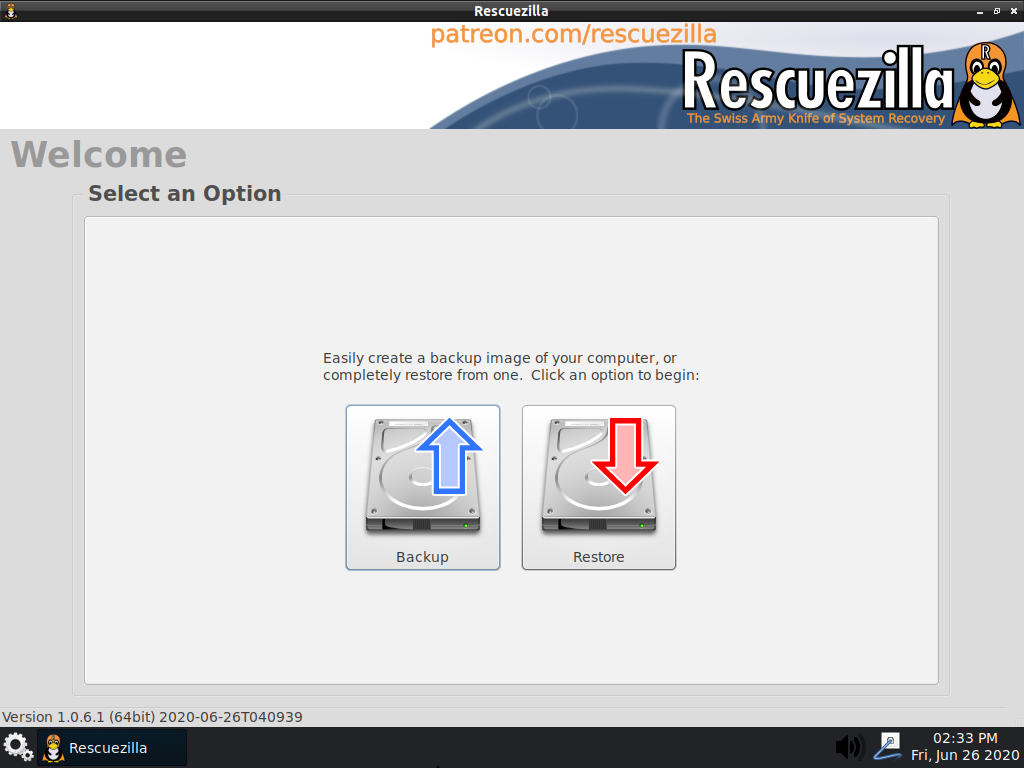 Rescuezilla
patreon.com/rescuezilla
R
Rescuezilla
The Swiss Army Knife of System Recovery
Welcome
Select an Option
Easily create a backup image of your computer, or
completely restore from one.  Click an option to begin:
Backup
Restore
Version 1.0.6.1 (64bit) 2020-06-26T040939
Rescuezilla
02:33 PM
Fri, Jun 26 2020